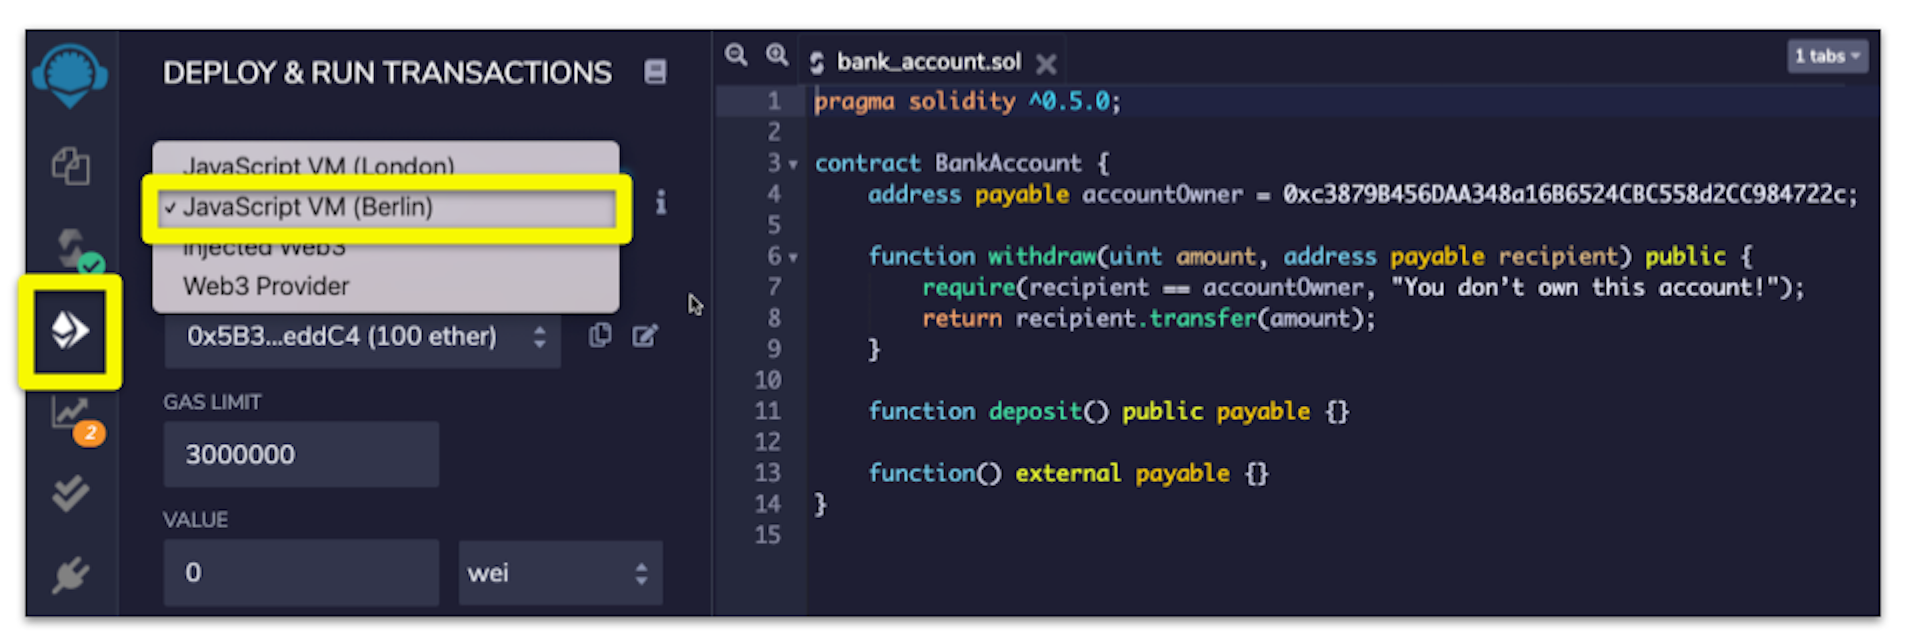 DEPLOY & RUN TRANSACTIONS
JavaScript VM (London)
✓ JavaScript VM (Berlin)
Injected Web3
Web3 Provider
0x5B3...eddC4 (100 ether)
GAS LIMIT
3000000
VALUE
0
wei
2
bank_account.sol
1 tabs
1 pragma solidity ^0.5.0;
2
3 contract BankAccount {
4 address payable accountOwner = 0xc3879B456DAA348a16B6524CBC558d2CC984722c;
5
6 function withdraw(uint amount, address payable recipient) public {
7 require(recipient == accountOwner, "You don’t own this account!");
8 return recipient.transfer(amount);
9 }
10
11 function deposit() public payable {}
12
13 function() external payable {}
14 }
15